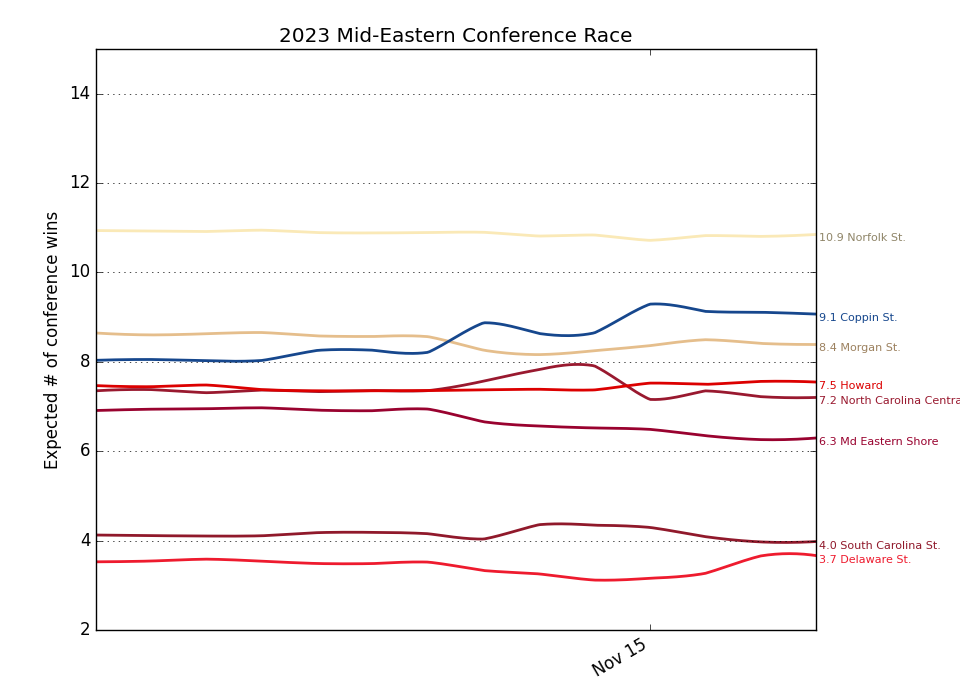 2023 Mid-Eastern Conference Race
Expected # of conference wins
14
12
10
8
6
4
2
Nov 15
10.9 Norfolk St.
9.1 Coppin St.
8.4 Morgan St.
7.5 Howard
7.2 North Carolina Centra
6.3 Md Eastern Shore
4.0 South Carolina St.
3.7 Delaware St.